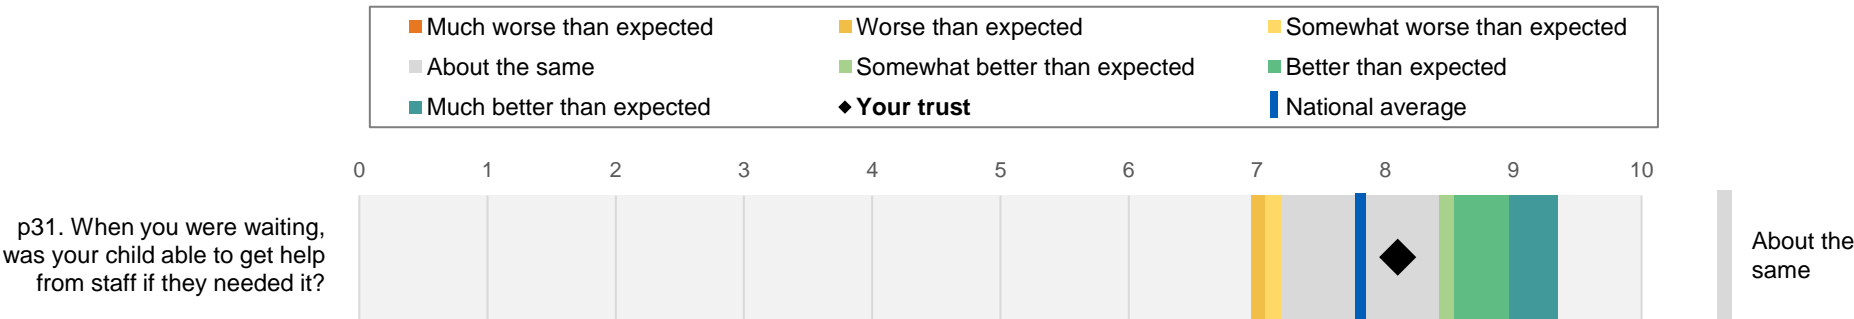 Much worse than expected
Worse than expected
Somewhat worse than expected
About the same
Somewhat better than expected
Better than expected
Much better than expected
Your trust
National average
0 1 2 3 4 5 6 7 8 9 10
p31. When you were waiting,
was your child able to get help
from staff if they needed it?
About the
same